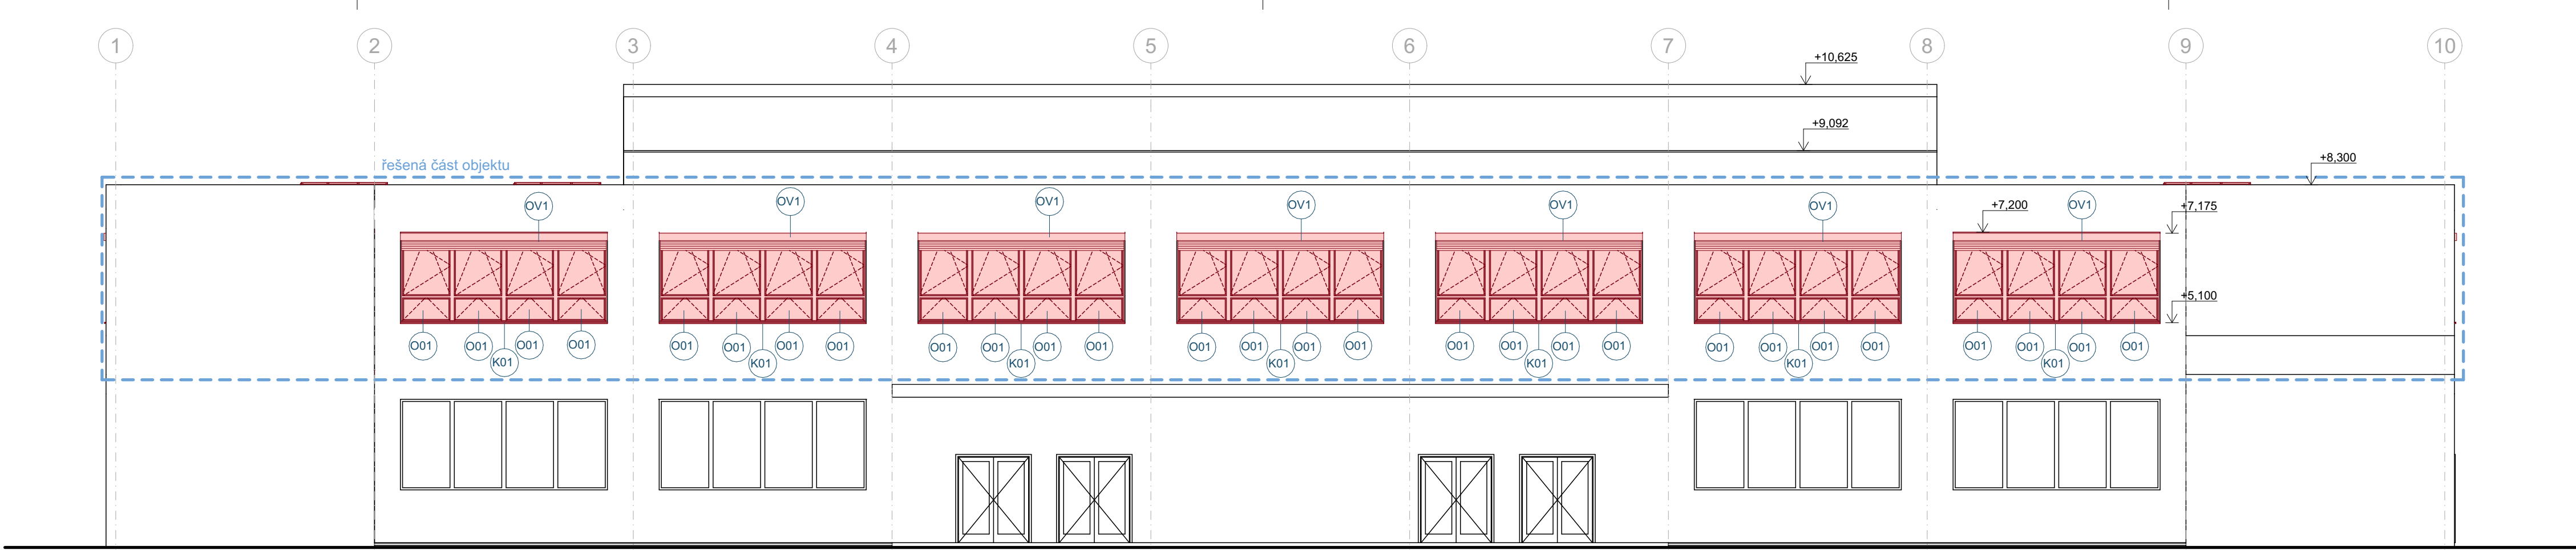 1 2 3 4 5 6 7 8 9 10
+10,625
+9,092
+8,300
řešená část objektu
OV1 OV1 OV1 OV1 OV1 OV1 OV1
+7,200 +7,175
+5,100
O01 O01 O01 O01 O01 O01 O01 O01 O01 O01 O01 O01 O01 O01 O01 O01 O01 O01 O01 O01 O01 O01 O01 O01 O01 O01 O01 O01
K01 K01 K01 K01 K01 K01 K01